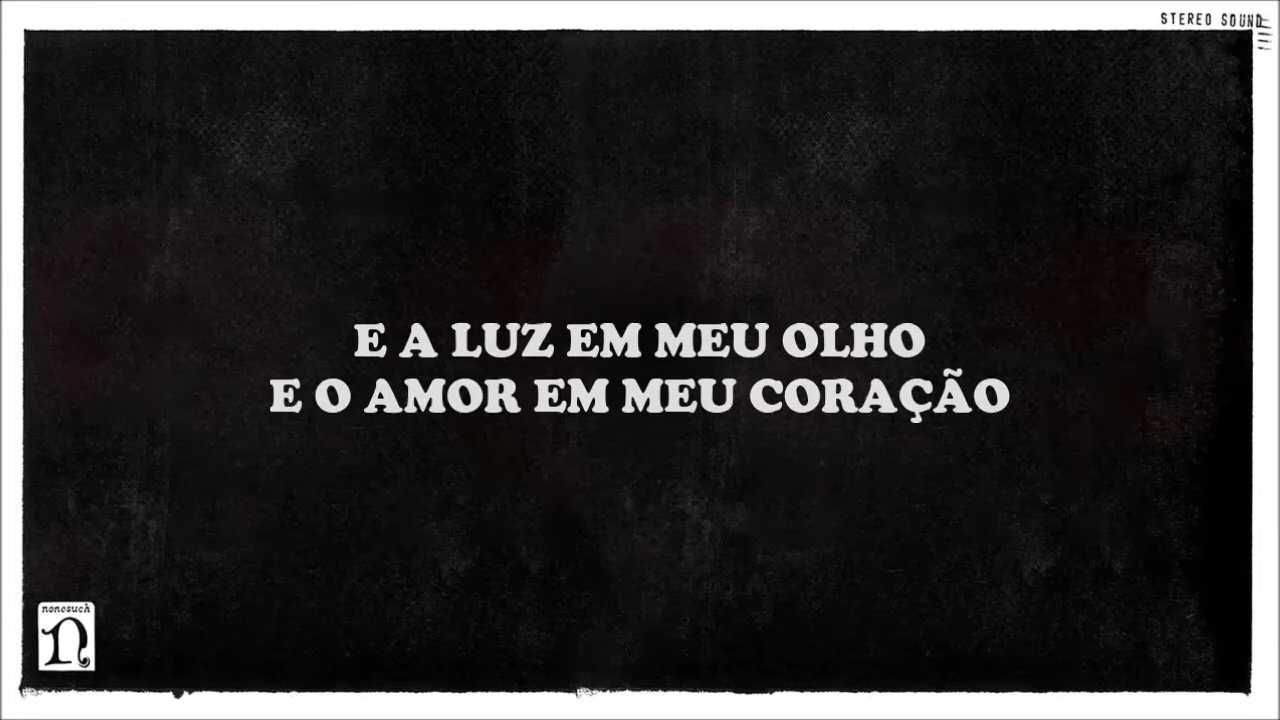 STEREO SOUND
E A LUZ EM MEU OLHO
E O AMOR EM MEU CORAÇÃO
nonesuch
n